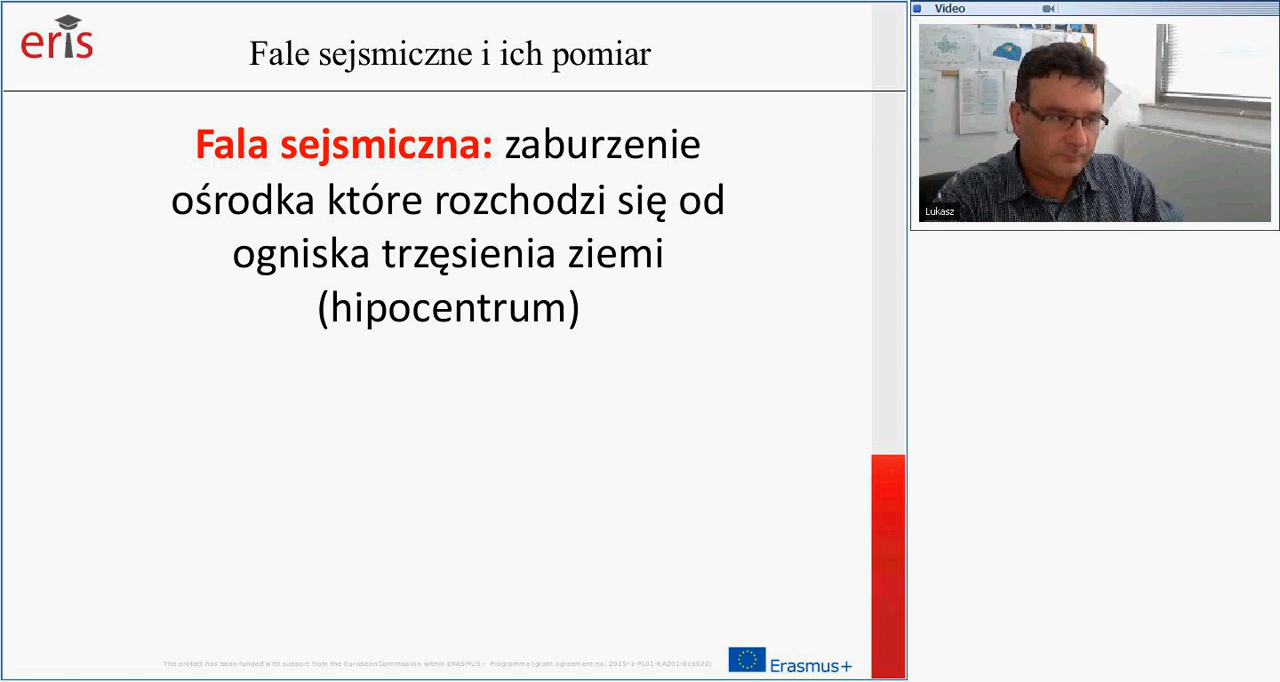 eris
Fale sejsmiczne i ich pomiar
Fala sejsmiczna: zaburzenie
ośrodka które rozchodzi się od
ogniska trzęsienia ziemi
(hipocentrum)
The project has been funded with support from the European Commission within ERASMUS+ Programme (grant agreement no. 2015-1-PL01-KA201-016622)
Erasmus+
Video
Lukasz